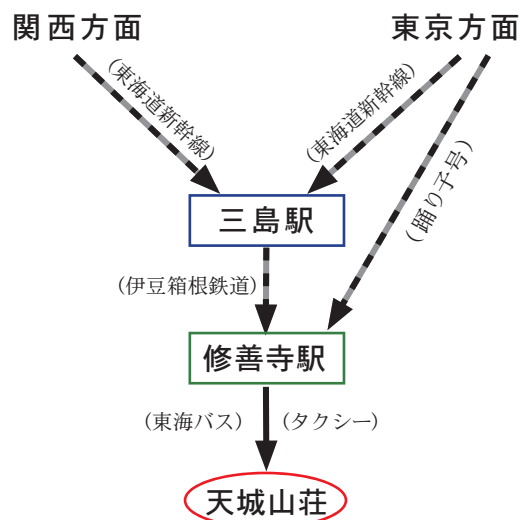 関西方面
東京方面
(東海道新幹線)
(東海道新幹線)
(踊り子号)
三島駅
(伊豆箱根鉄道)
修善寺駅
(東海バス)
(タクシー)
天城山荘